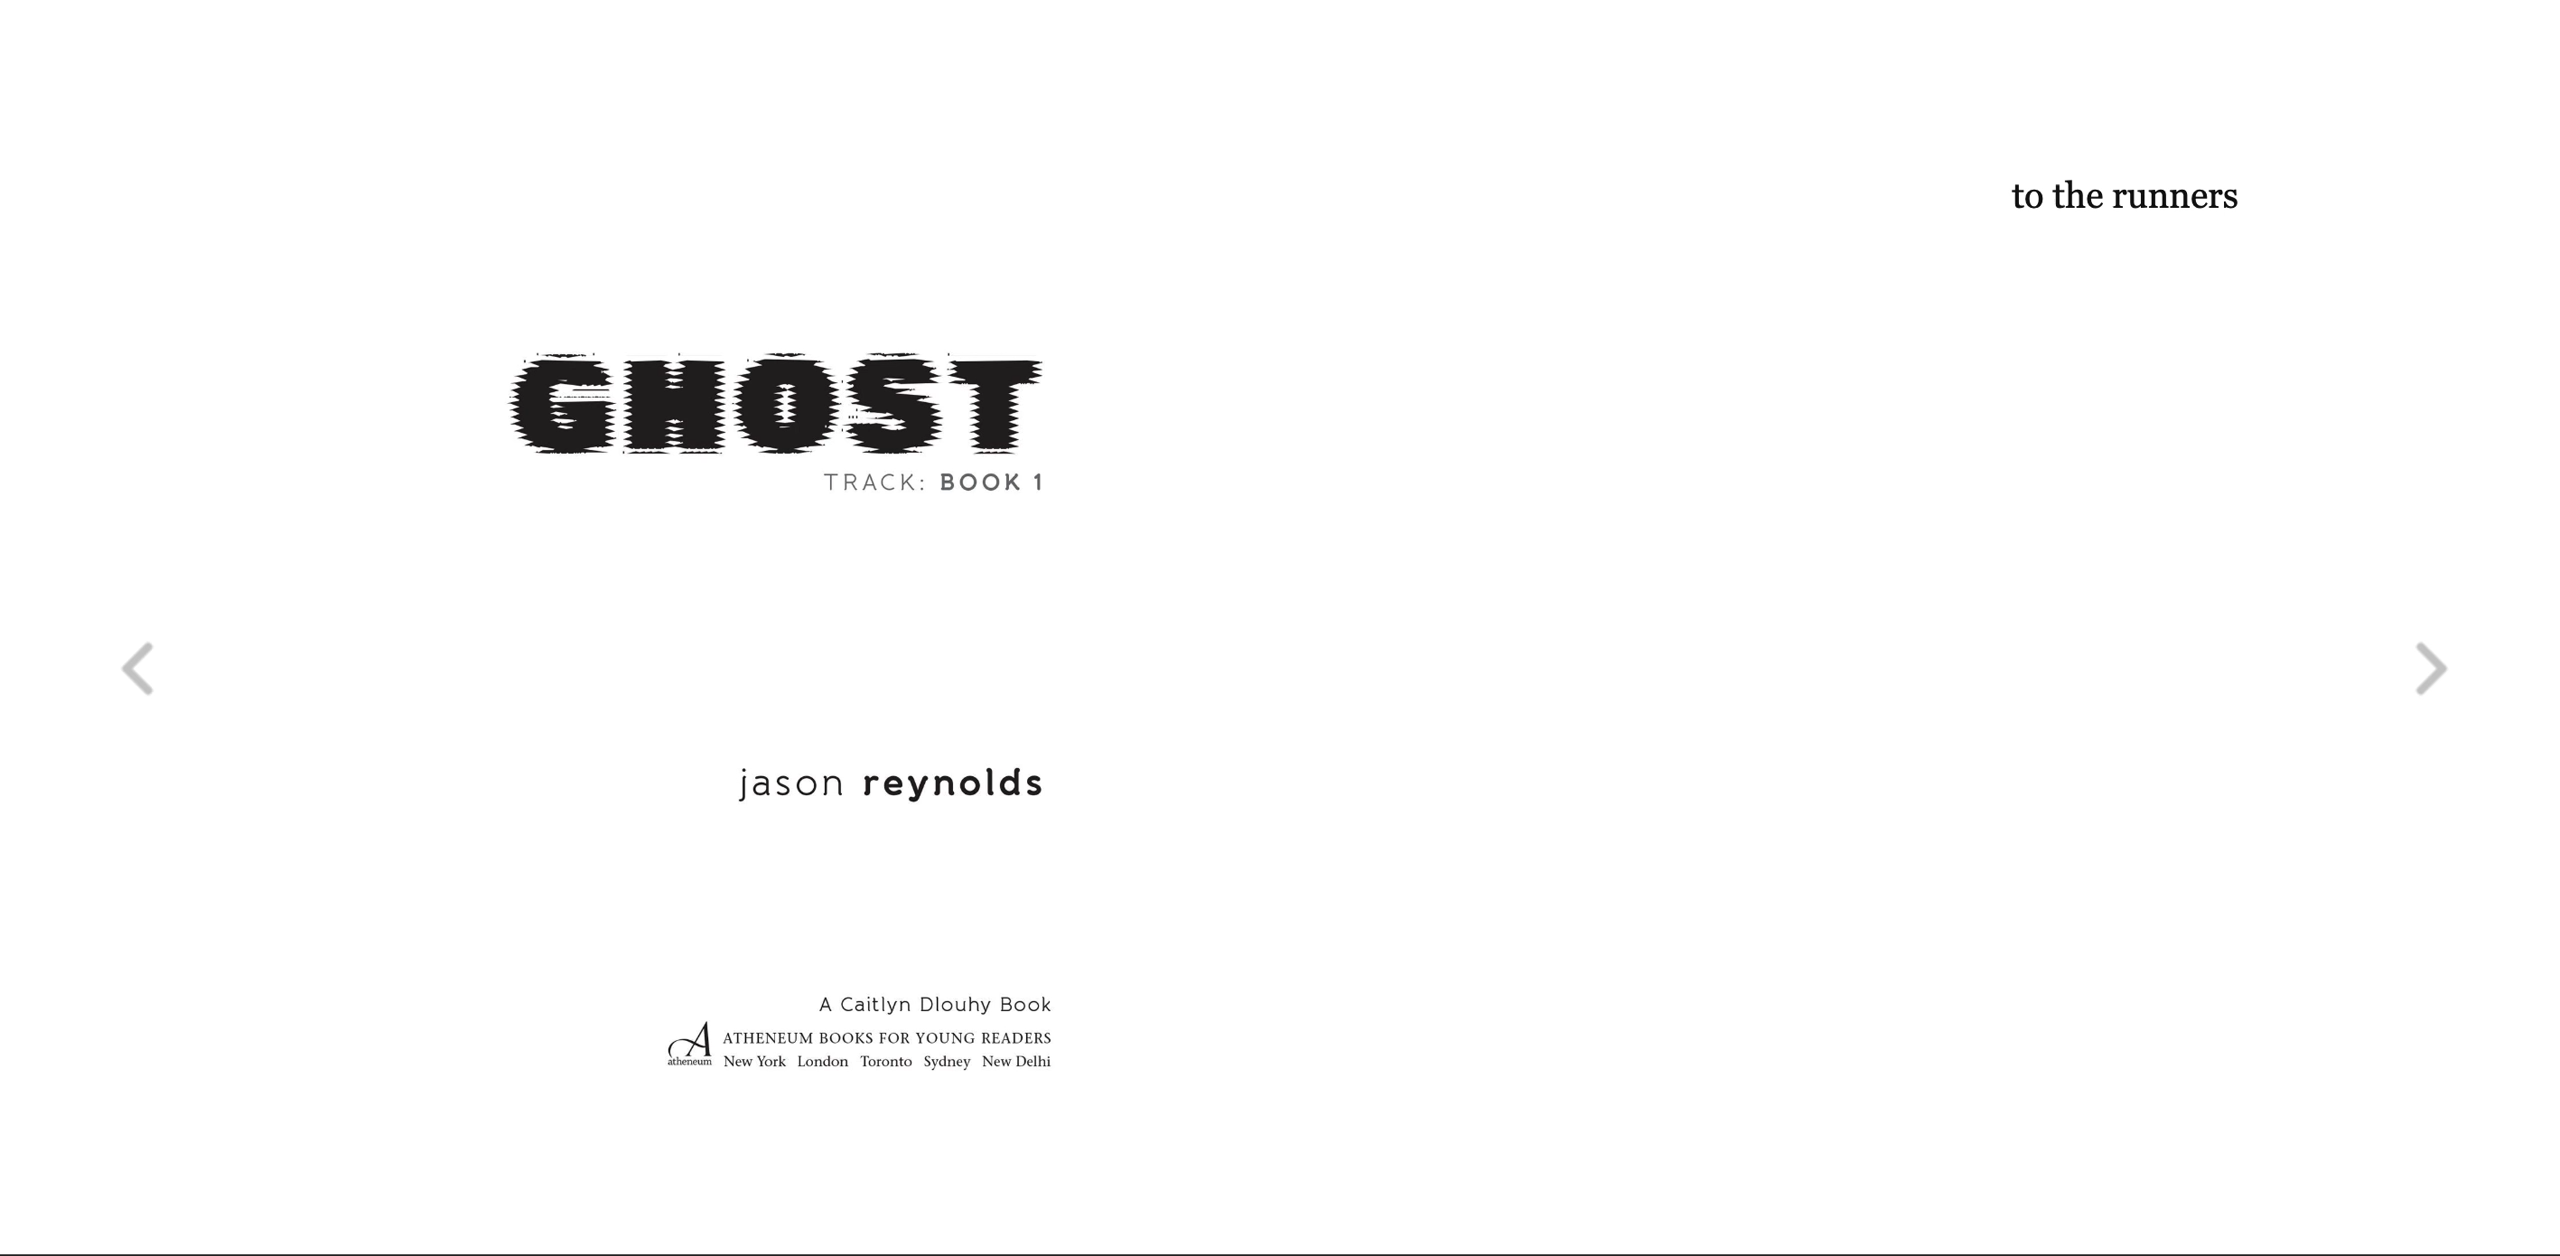 GHOST
TRACK: BOOK 1
jason reynolds
A Caitlyn Dlouhy Book
A
atheneum
ATHENEUM BOOKS FOR YOUNG READERS
New York London Toronto Sydney New Delhi
to the runners